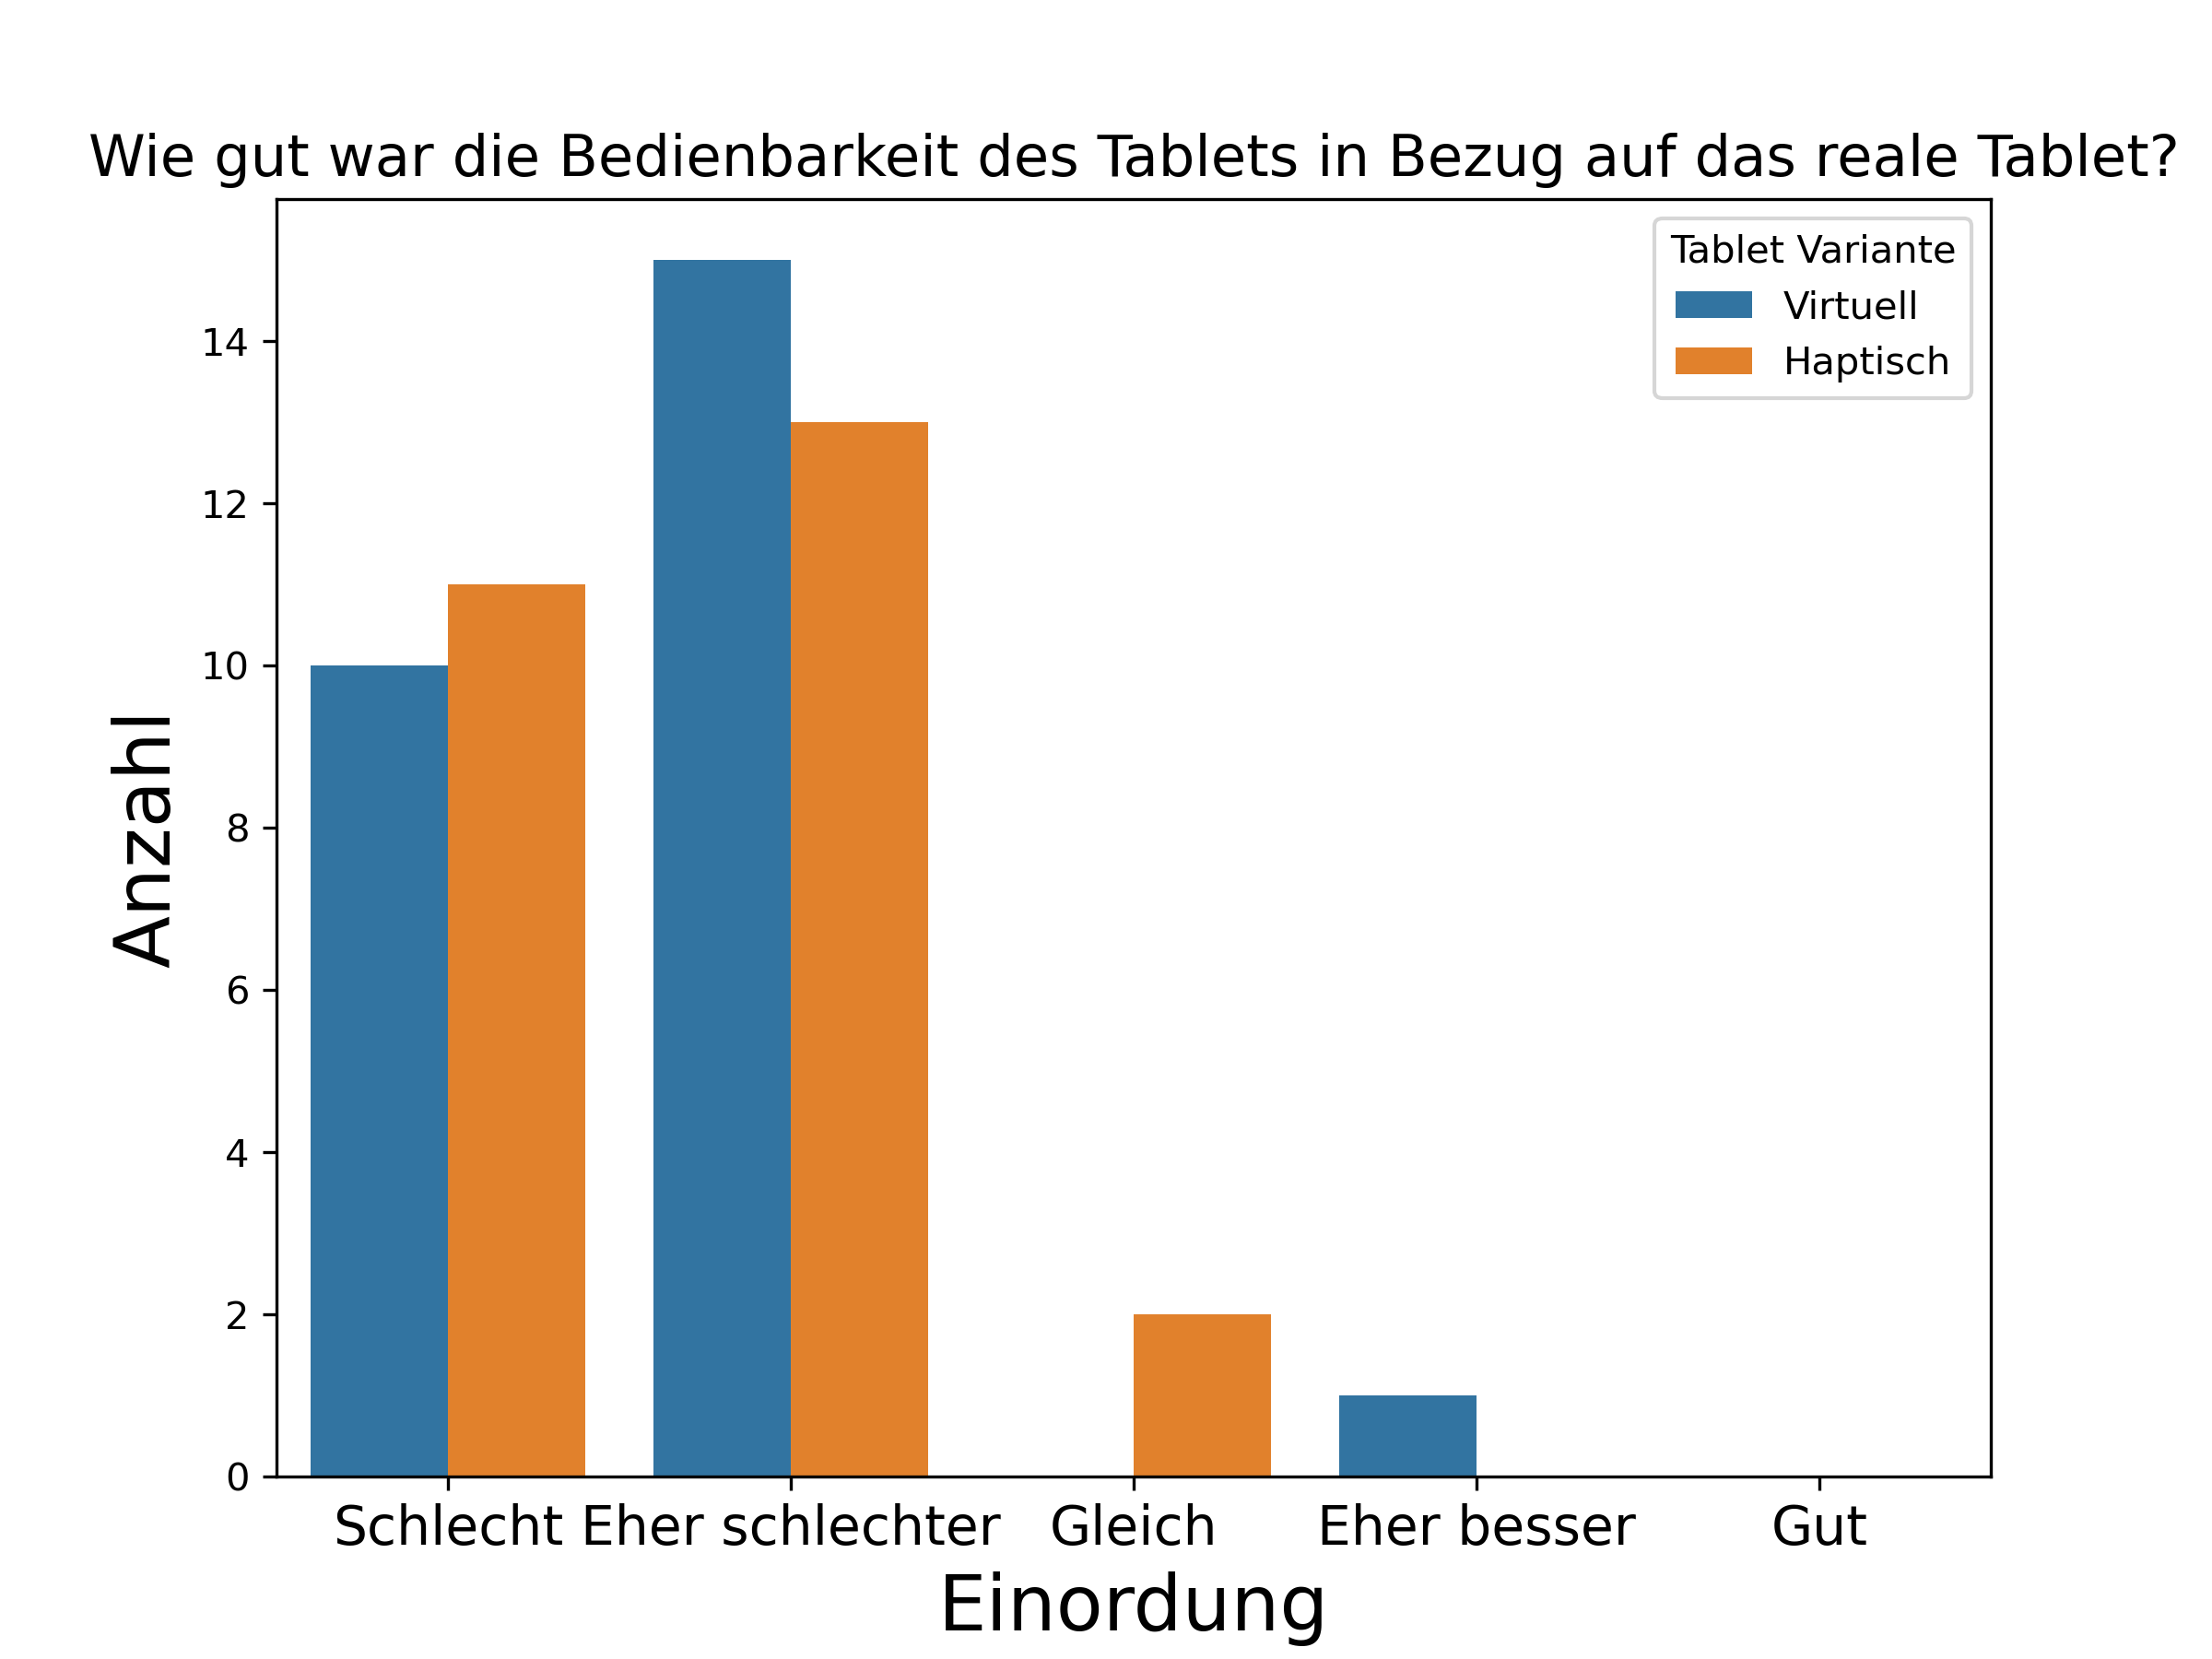 Wie gut war die Bedienbarkeit des Tablets in Bezug auf das reale Tablet?
Tablet Variante
Virtuell
Haptisch
Anzahl
14
12
10
8
6
4
2
0
Schlecht Eher schlechter Gleich Eher besser Gut
Einordung